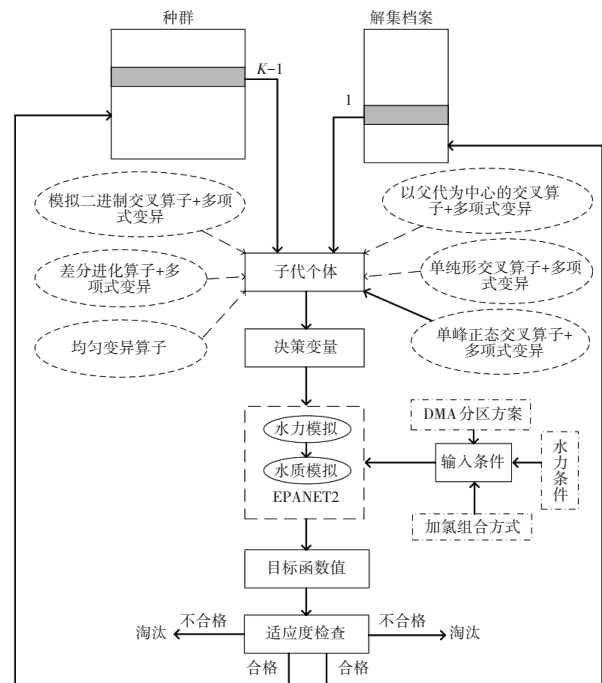 种群
解集档案
K-1
1
模拟二进制交叉算子+多项
式变异
以父代为中心的交叉算
子+多项式变异
差分进化算子+多
项式变异
子代个体
单纯形交叉算子+多项
式变异
均匀变异算子
单峰正态交叉算子+
多项式变异
决策变量
DMA分区方案
水力模拟
水质模拟
EPANET2
输入条件
水
力
条
件
加氯组合方式
目标函数值
不合格
不合格
淘汰
适应度检查
淘汰
合格
合格